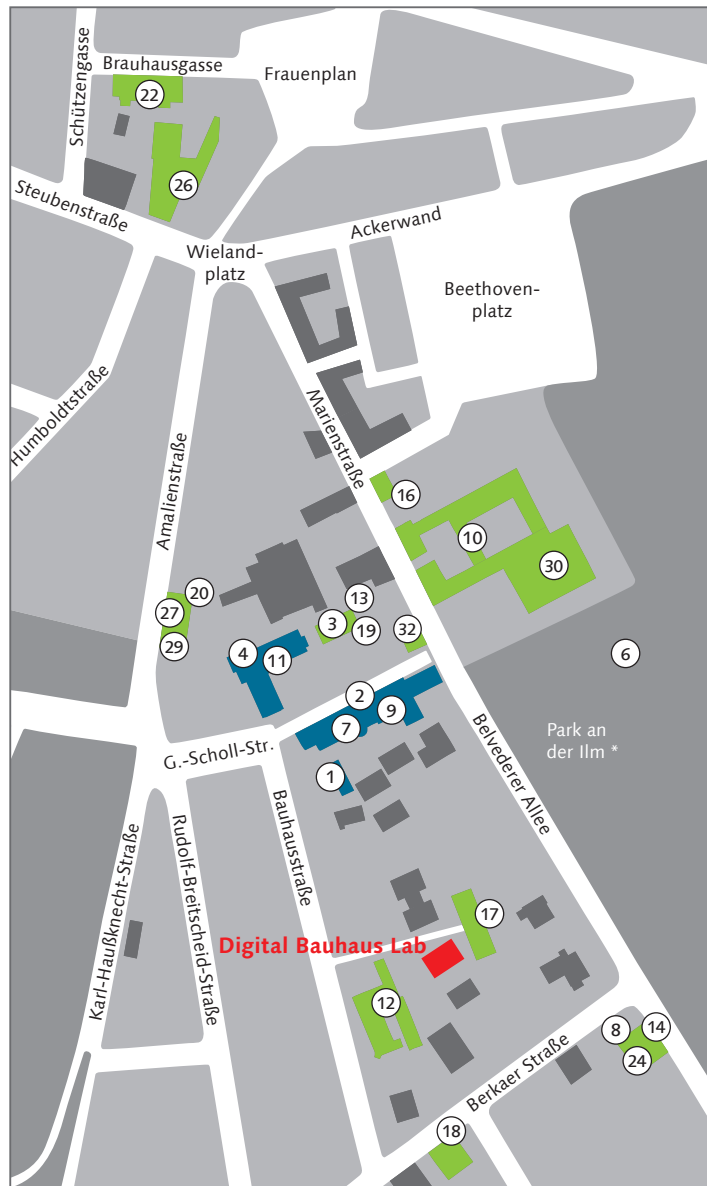 Brauhausgasse
Schützengasse
Frauenplan
22
26
Steubenstraße
Wieland-
platz
Ackerwand
Beethoven-
platz
Humboldtstraße
Marienstraße
Amalienstraße
16
10
30
20
13
27
3
19
32
29
4
11
6
2
9
7
Park an
der Ilm *
G.-Scholl-Str.
1
Belvederer Allee
Bauhausstraße
Karl-Haußknecht-Straße
Rudolf-Breitscheid-Straße
17
Digital Bauhaus Lab
12
8
14
24
Berkaer Straße
18